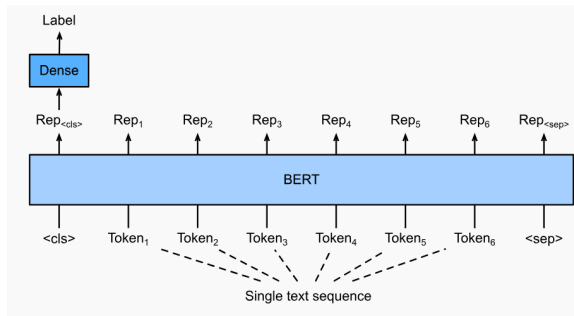 Label
Dense
Rep<cls> Rep1 Rep2 Rep3 Rep4 Rep5 Rep6 Rep<sep>
BERT
<cls> Token1 Token2 Token3 Token4 Token5 Token6 <sep>
Single text sequence